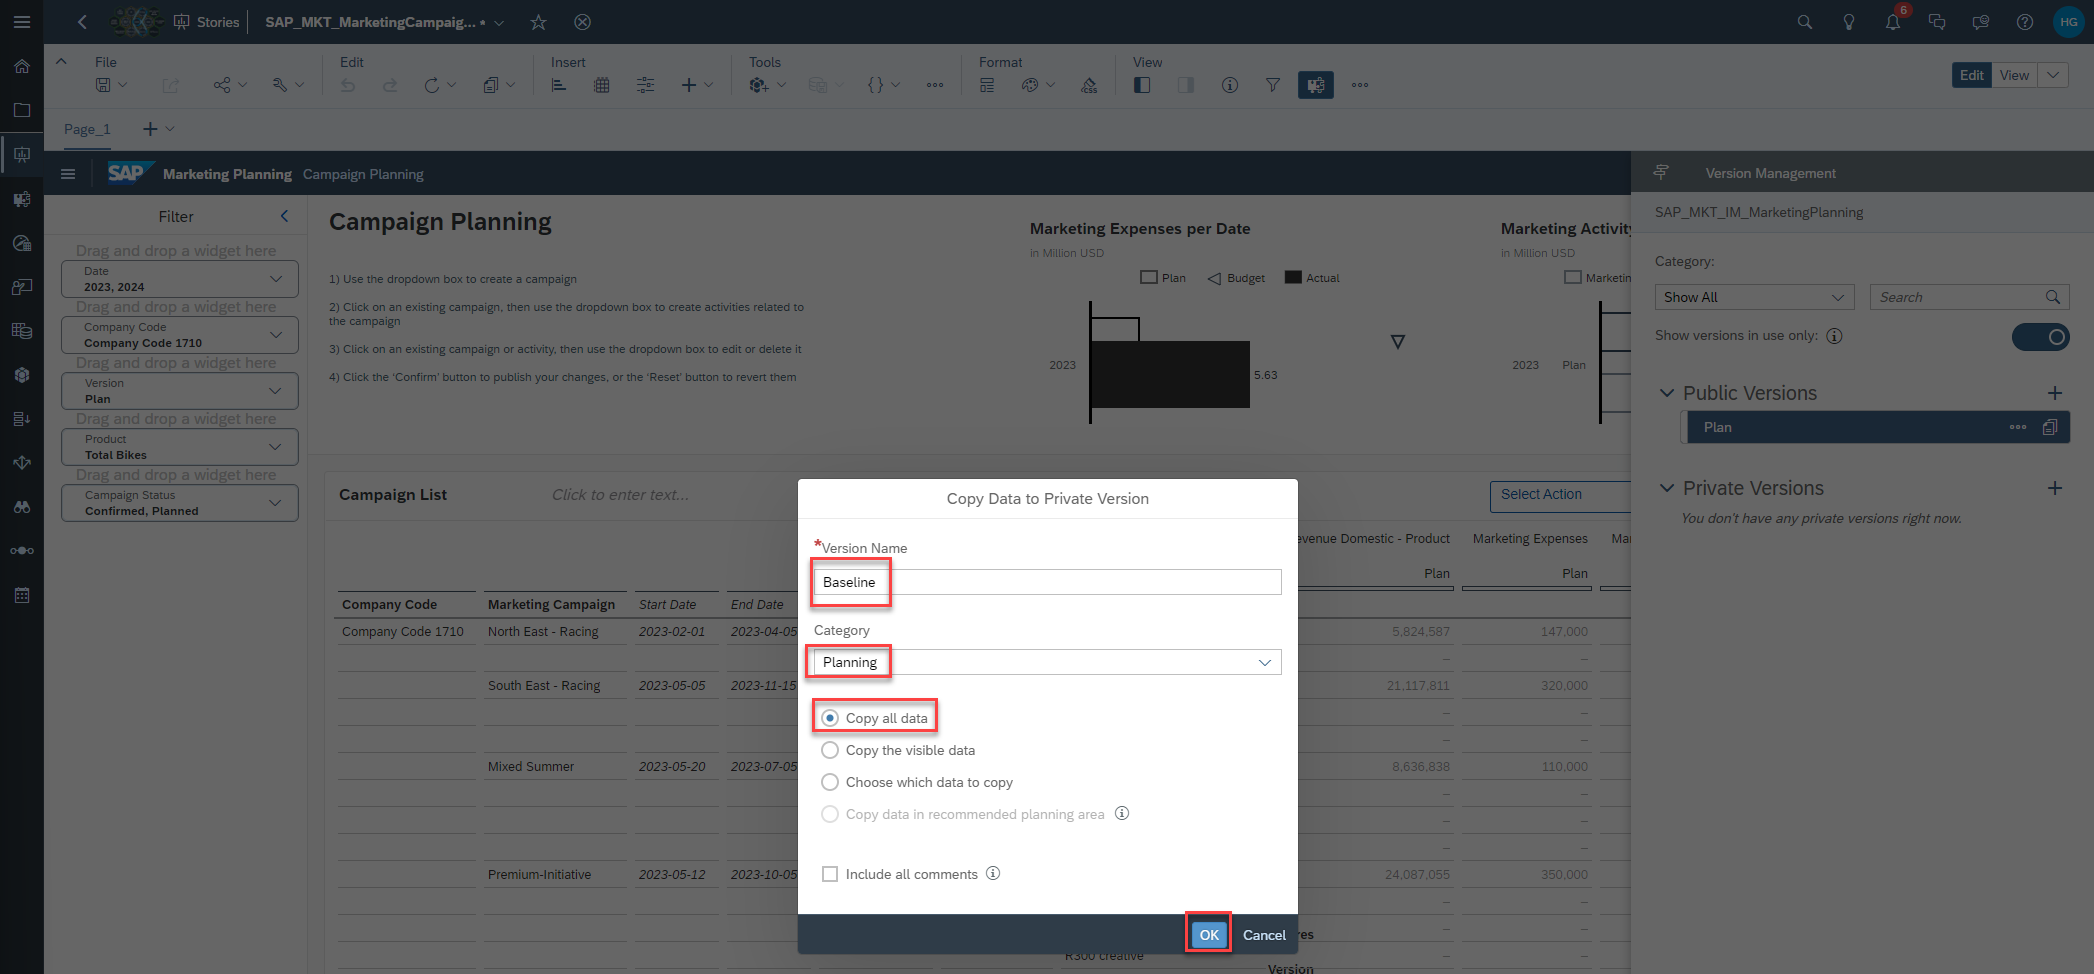 Stories
SAP_MKT_MarketingCampaig... *
6
HG
File
Edit
Insert
Tools
Format
View
Edit
View
Page_1
SAP
Marketing Planning
Campaign Planning
Version Management
Filter
Drag and drop a widget here
Date
2023, 2024
Drag and drop a widget here
Company Code
Company Code 1710
Drag and drop a widget here
Version
Plan
Drag and drop a widget here
Product
Total Bikes
Drag and drop a widget here
Campaign Status
Confirmed, Planned
Campaign Planning
1) Use the dropdown box to create a campaign
2) Click on an existing campaign, then use the dropdown box to create activities related to
the campaign
3) Click on an existing campaign or activity, then use the dropdown box to edit or delete it
4) Click the 'Confirm' button to publish your changes, or the 'Reset' button to revert them
Marketing Expenses per Date
in Million USD
Plan
Budget
Actual
2023
5.63
Marketing Activity
in Million USD
Marketin
2023
Plan
SAP_MKT_IM_MarketingPlanning
Category:
Show All
Search
Show versions in use only:
Public Versions
Plan
Private Versions
You don't have any private versions right now.
Campaign List
Click to enter text...
Select Action
evenue Domestic - Product
Marketing Expenses
Ma
Plan
Plan
Company Code
Marketing Campaign
Start Date
End Date
Company Code 1710
North East - Racing
2023-02-01
2023-04-05
5,824,587
147,000
–
–
South East - Racing
2023-05-05
2023-11-15
21,117,811
320,000
–
–
–
–
Mixed Summer
2023-05-20
2023-07-05
8,636,838
110,000
–
–
–
–
–
–
Premium-Initiative
2023-05-12
2023-10-05
24,087,055
350,000
–
–
res
R300 creative
Version
Copy Data to Private Version
*Version Name
Baseline
Category
Planning
Copy all data
Copy the visible data
Choose which data to copy
Copy data in recommended planning area
Include all comments
OK
Cancel